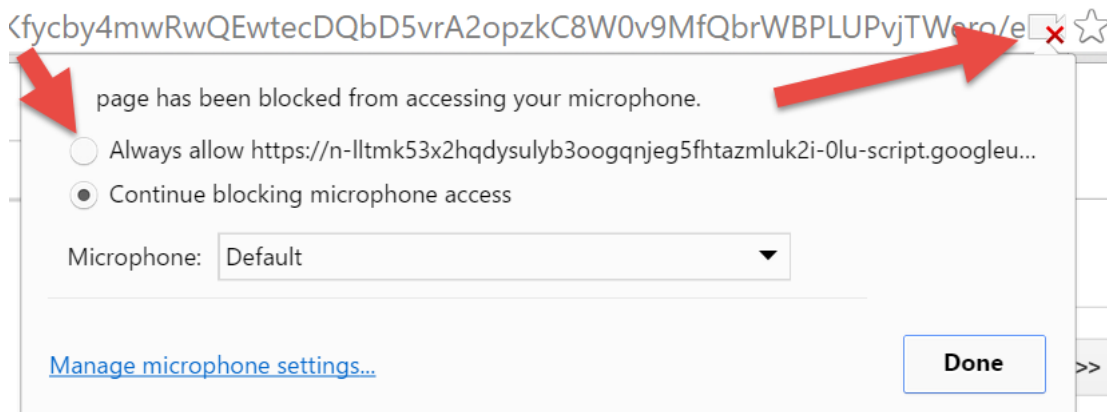 Kfycby4mwRwQEwtecDQbD5vrA2opzkC8W0v9MfQbrWBPLUPvjTWero/e
page has been blocked from accessing your microphone.
Always allow https://n-lltmk53x2hqdysulyb3oogqnjeg5fhtazmluk2i-0lu-script.googleu...
Continue blocking microphone access
Microphone: Default
Manage microphone settings...
Done
>>